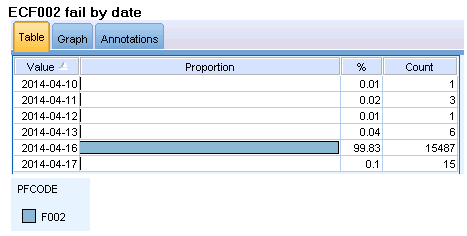 ECF002 fail by date
Table Graph Annotations
Value Proportion % Count
2014-04-10 0.01 1
2014-04-11 0.02 3
2014-04-12 0.01 1
2014-04-13 0.04 6
2014-04-16 99.83 15487
2014-04-17 0.1 15
PFCODE
F002